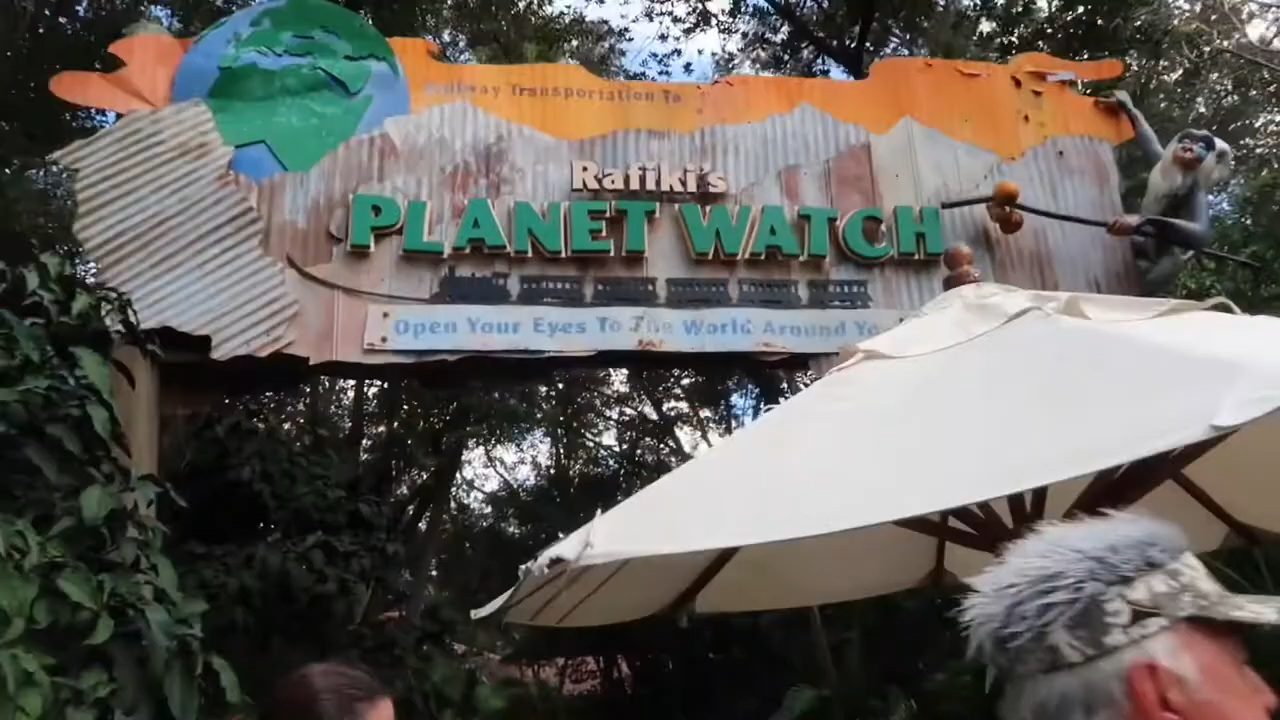 Railway Transportation To
Rafiki's
PLANET WATCH
Open Your Eyes To The World Around